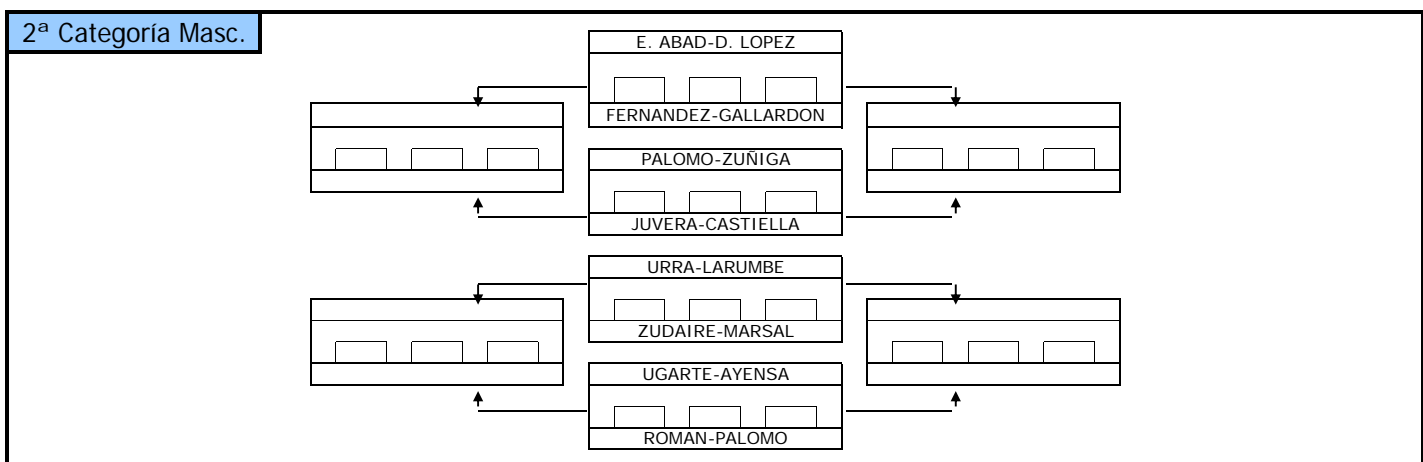 2ª Categoría Masc.
E. ABAD-D. LOPEZ
FERNANDEZ-GALLARDON
PALOMO-ZUÑIGA
JUVERA-CASTIELLA
URRA-LARUMBE
ZUDAIRE-MARSAL
UGARTE-AYENSA
ROMAN-PALOMO